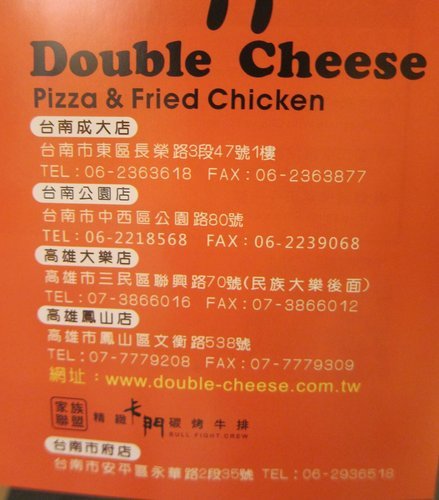 Double Cheese
Pizza & Fried Chicken
台南成大店
台南市東區長榮路3段47號1樓
TEL:06-2363618 FAX:06-2363877
台南公園店
台南市中西區公園路80號
TEL:06-2218568 FAX:06-2239068
高雄大樂店
高雄市三民區聯興路70號(民族大樂後面)
TEL:07-3866016 FAX:07-3866012
高雄鳳山店
高雄市鳳山區文衡路538號
TEL:07-7779208 FAX:07-7779309
網址:www.double-cheese.com.tw
家族聯盟 精緻 卡門 碳烤牛排
BULL FIGHT CREW
台南市府店
台南市安平區永華路2段35號 TEL:06-2936518